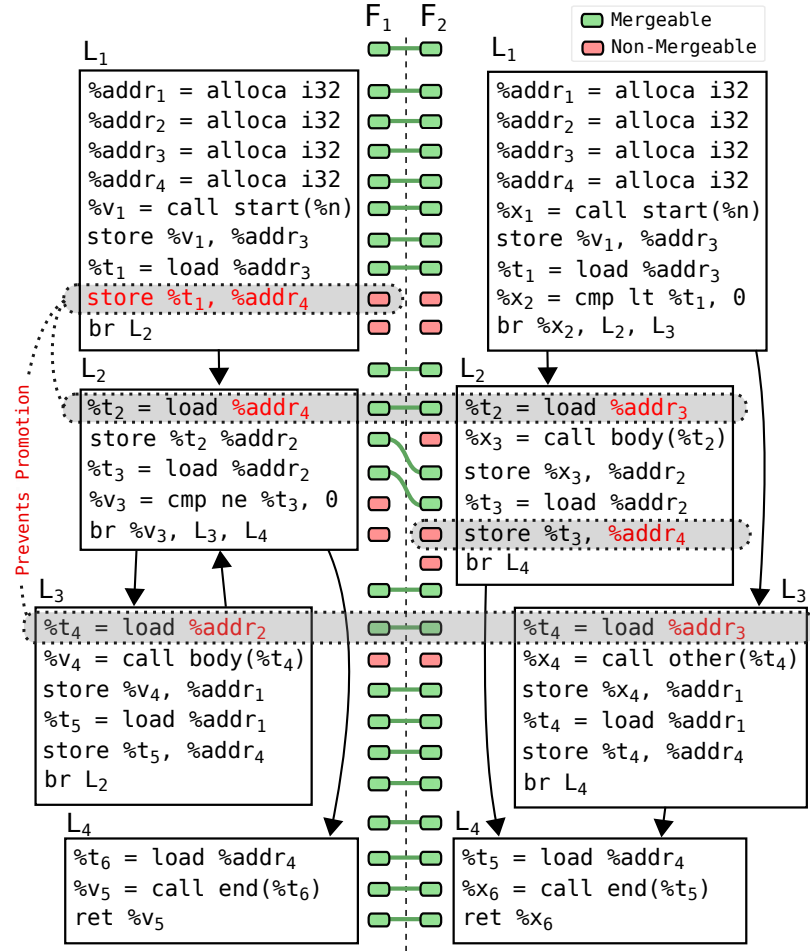 F₁ F₂
Mergeable
Non-Mergeable
L₁
%addr₁ = alloca i32
%addr₂ = alloca i32
%addr₃ = alloca i32
%addr₄ = alloca i32
%v₁ = call start(%n)
store %v₁, %addr₃
%t₁ = load %addr₃
store %t₁, %addr₄
br L₂
L₁
%addr₁ = alloca i32
%addr₂ = alloca i32
%addr₃ = alloca i32
%addr₄ = alloca i32
%x₁ = call start(%n)
store %v₁, %addr₃
%t₁ = load %addr₃
%x₂ = cmp lt %t₁, 0
br %x₂, L₂, L₃
Prevents Promotion
L₂
%t₂ = load %addr₄
store %t₂ %addr₂
%t₃ = load %addr₂
%v₃ = cmp ne %t₃, 0
br %v₃, L₃, L₄
L₂
%t₂ = load %addr₃
%x₃ = call body(%t₂)
store %x₃, %addr₂
%t₃ = load %addr₂
store %t₃, %addr₄
br L₄
L₃
%t₄ = load %addr₂
%v₄ = call body(%t₄)
store %v₄, %addr₁
%t₅ = load %addr₁
store %t₅, %addr₄
br L₂
L₃
%t₄ = load %addr₃
%x₄ = call other(%t₄)
store %x₄, %addr₁
%t₄ = load %addr₁
store %t₄, %addr₄
br L₄
L₄
%t₆ = load %addr₄
%v₅ = call end(%t₆)
ret %v₅
L₄
%t₅ = load %addr₄
%x₆ = call end(%t₅)
ret %x₆